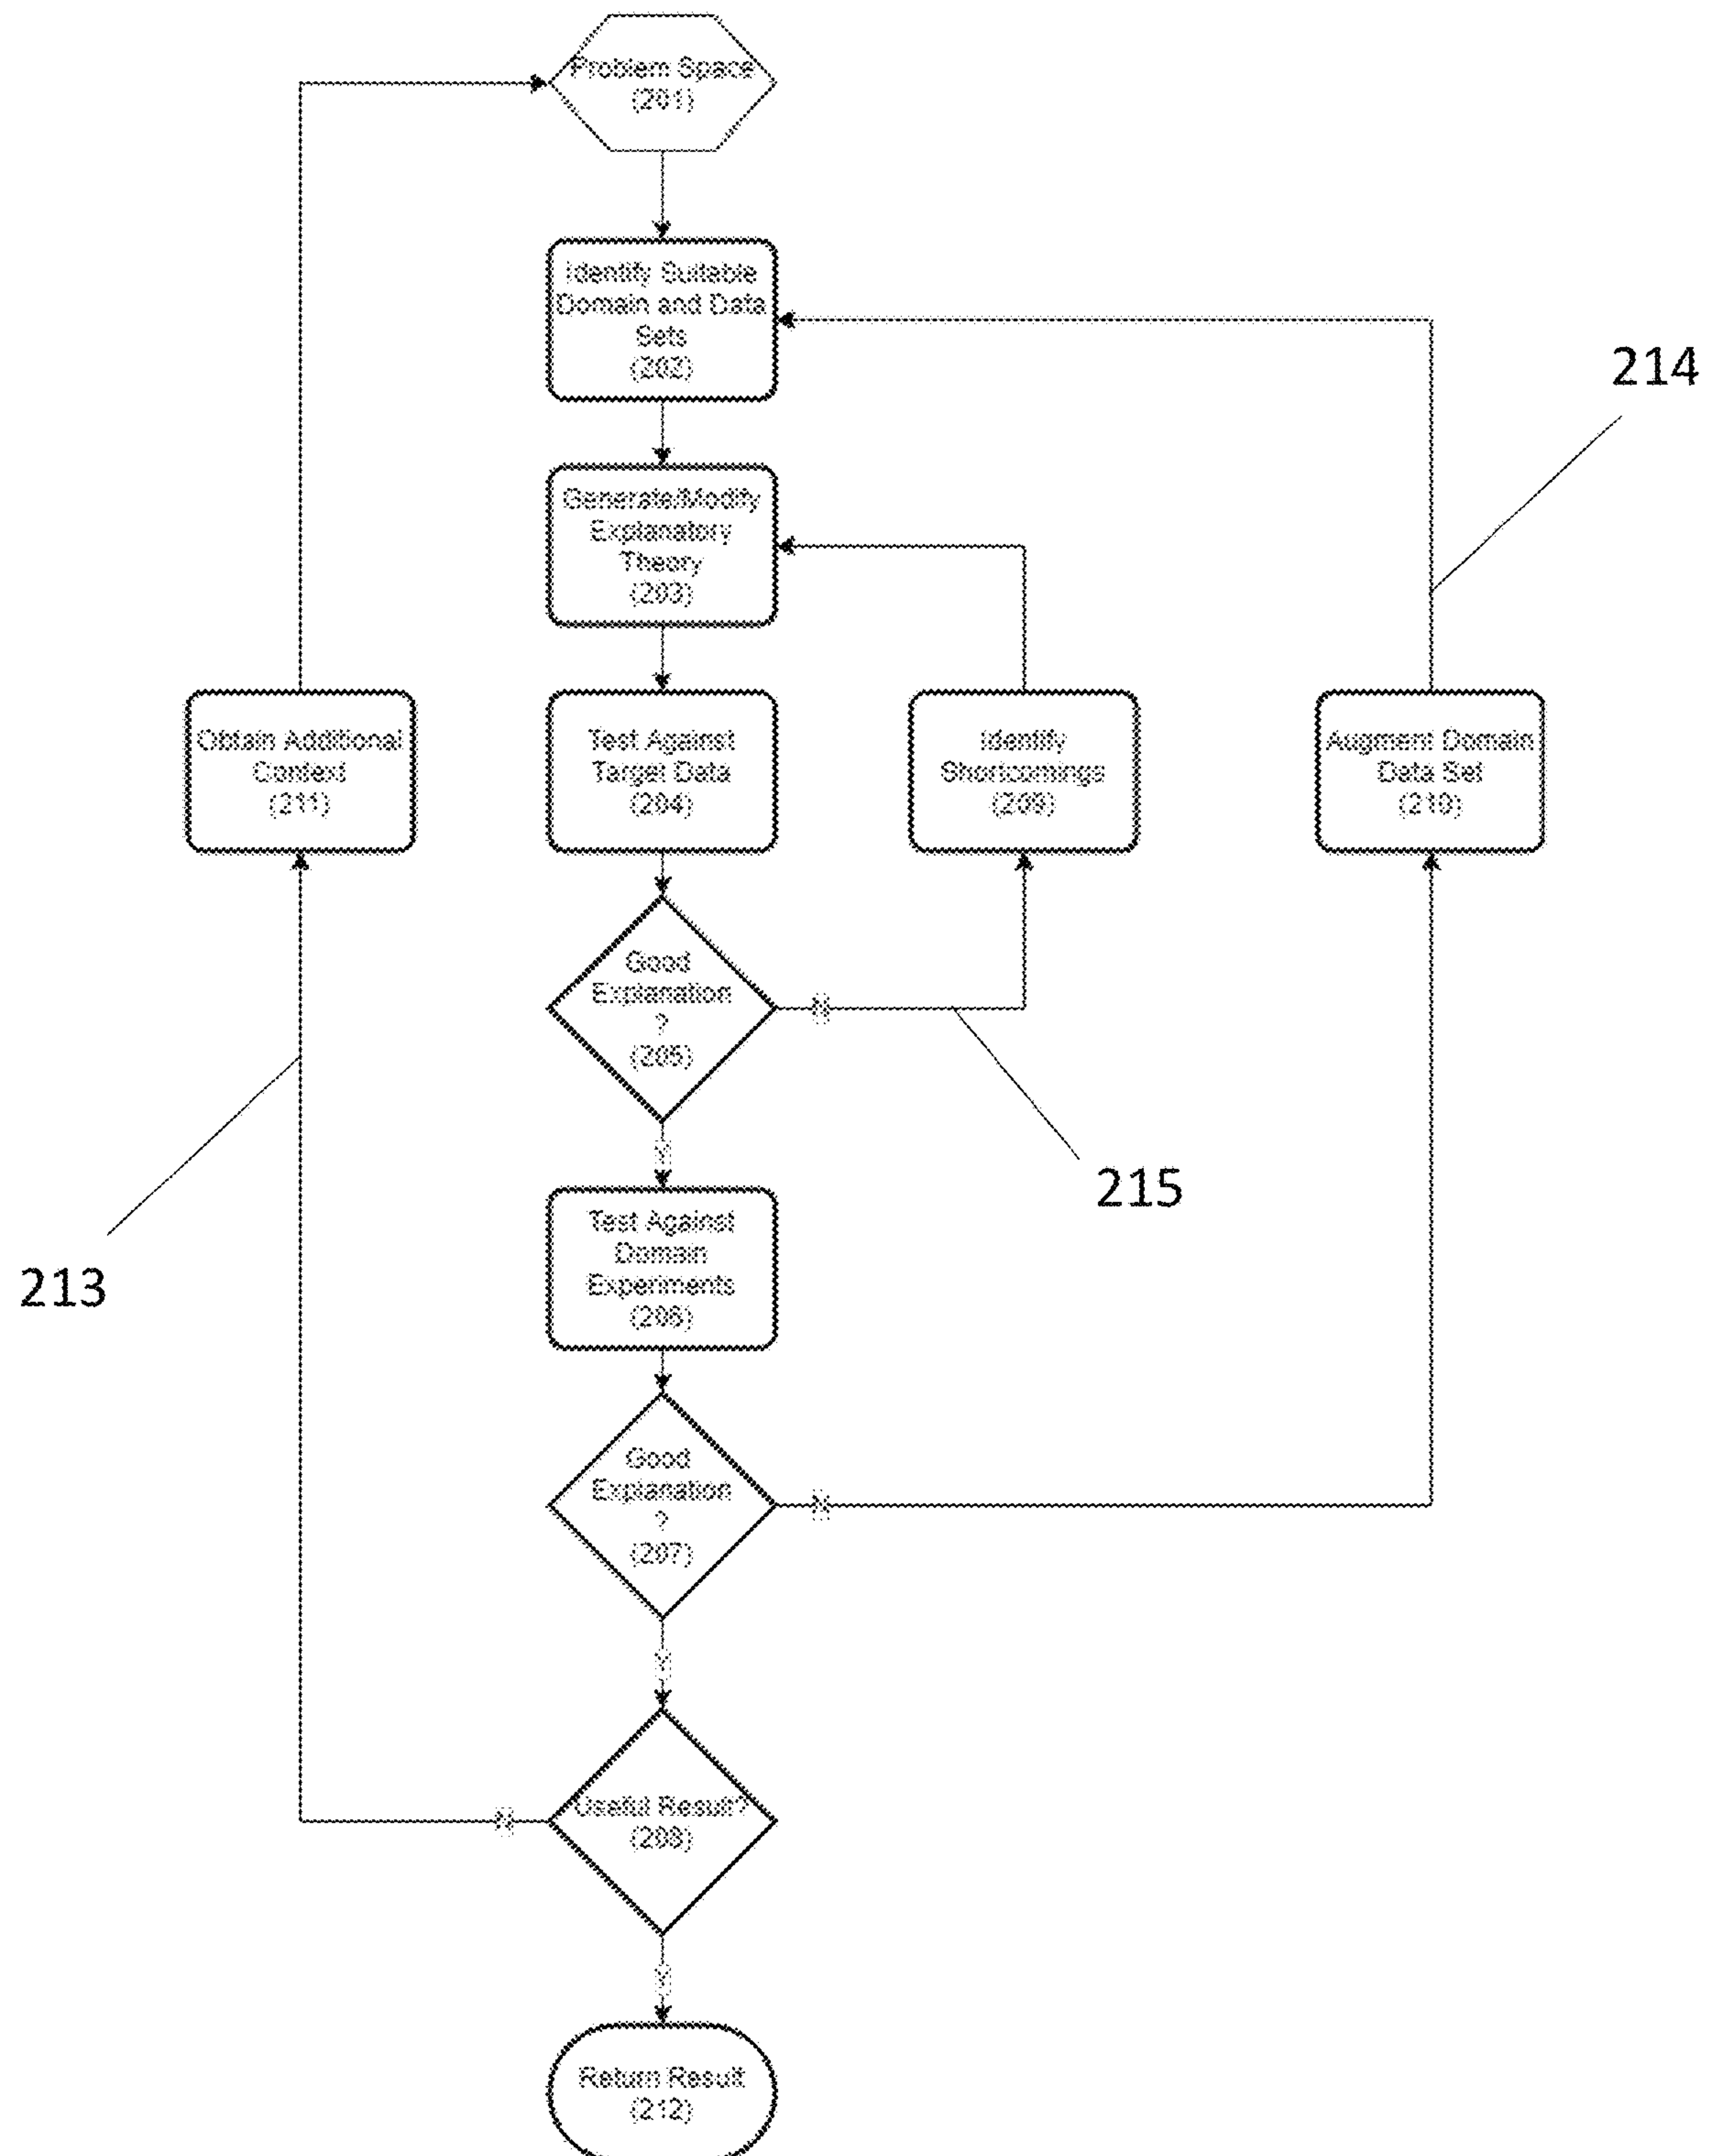 Problem Space
(201)
Identify Suitable
Domain and Data
Sets
(202)
214
Generate/Modify
Explanatory
Theory
(203)
Obtain Additional
Context
(211)
Test Against
Target Data
(204)
Identify
Shortcomings
(209)
Augment Domain
Data Set
(210)
Good
Explanation
?
(205)
N
Y
215
213
Test Against
Domain
Experiments
(206)
Good
Explanation
?
(207)
N
Y
Useful Result?
(208)
N
Y
Return Result
(212)